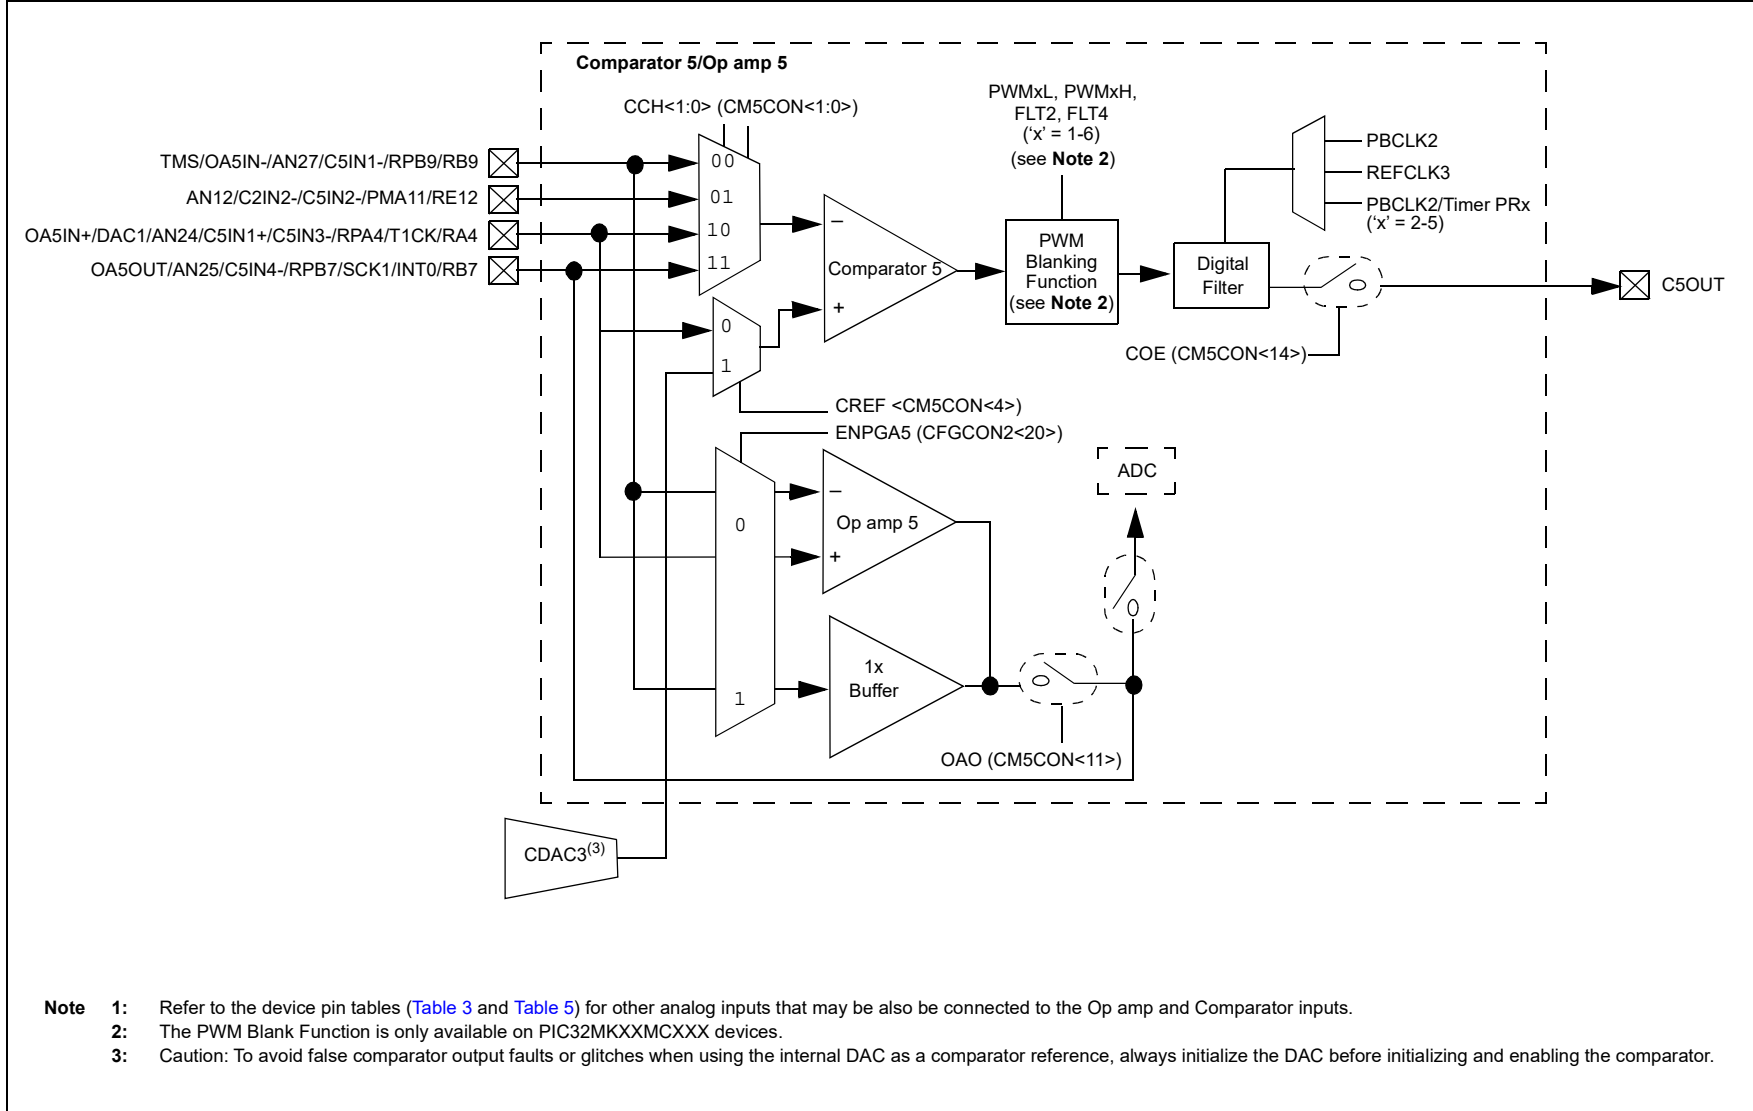 Comparator 5/Op amp 5
CCH<1:0> (CM5CON<1:0>)
PWMxL, PWMxH,
FLT2, FLT4
(‘x’ = 1-6)
(see Note 2)
TMS/OA5IN-/AN27/C5IN1-/RPB9/RB9
AN12/C2IN2-/C5IN2-/PMA11/RE12
OA5IN+/DAC1/AN24/C5IN1+/C5IN3-/RPA4/T1CK/RA4
OA5OUT/AN25/C5IN4-/RPB7/SCK1/INT0/RB7
00
01
10
11
–
Comparator 5
+
PWM
Blanking
Function
(see Note 2)
Digital
Filter
PBCLK2
REFCLK3
PBCLK2/Timer PRx
(‘x’ = 2-5)
C5OUT
COE (CM5CON<14>)
0
1
CREF <CM5CON<4>)
ENPGA5 (CFGCON2<20>)
ADC
0
1
–
Op amp 5
+
1x
Buffer
OAO (CM5CON<11>)
CDAC3(3)
Note 1: Refer to the device pin tables (Table 3 and Table 5) for other analog inputs that may be also be connected to the Op amp and Comparator inputs.
2: The PWM Blank Function is only available on PIC32MKXXMCXXX devices.
3: Caution: To avoid false comparator output faults or glitches when using the internal DAC as a comparator reference, always initialize the DAC before initializing and enabling the comparator.